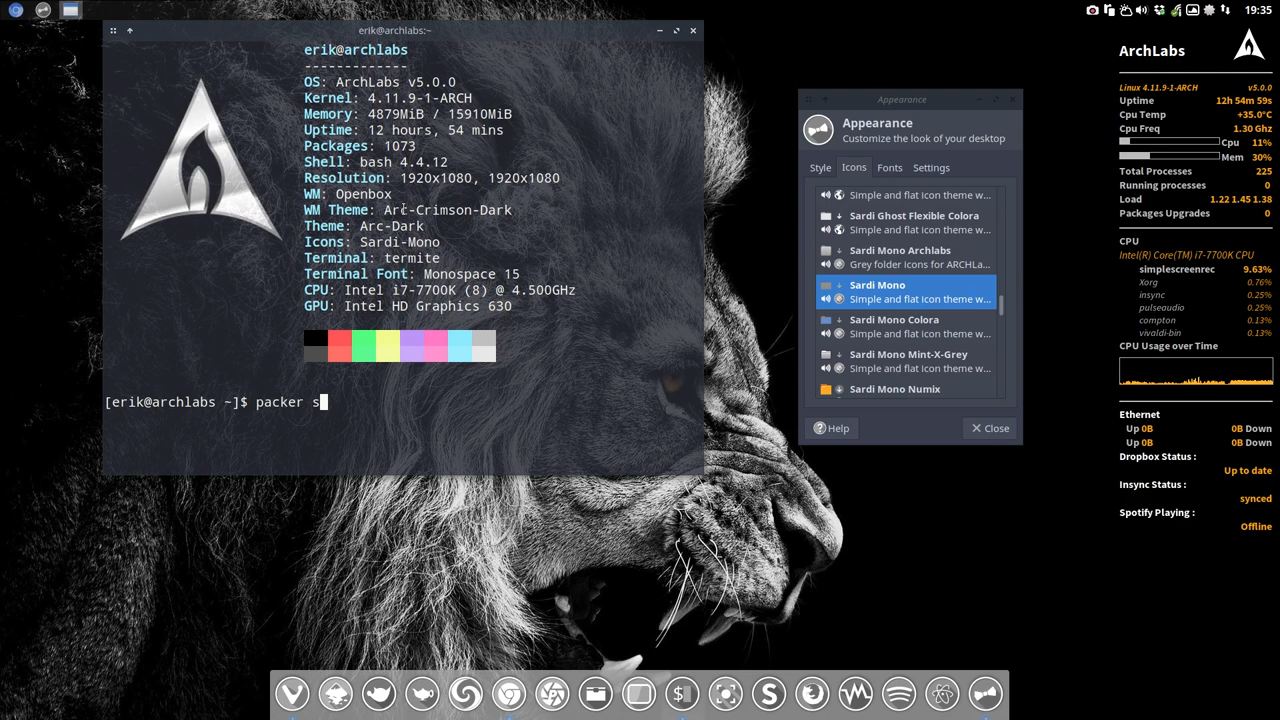 19:35
erik@archlabs:~
erik@archlabs
-------------
OS: ArchLabs v5.0.0
Kernel: 4.11.9-1-ARCH
Memory: 4879MiB / 15910MiB
Uptime: 12 hours, 54 mins
Packages: 1073
Shell: bash 4.4.12
Resolution: 1920x1080, 1920x1080
WM: Openbox
WM Theme: Arc-Crimson-Dark
Theme: Arc-Dark
Icons: Sardi-Mono
Terminal: termite
Terminal Font: Monospace 15
CPU: Intel i7-7700K (8) @ 4.500GHz
GPU: Intel HD Graphics 630
[erik@archlabs ~]$ packer s
Appearance
Appearance
Customize the look of your desktop
Style Icons Fonts Settings
Simple and flat icon theme w...
Sardi Ghost Flexible Colora
Simple and flat icon theme w...
Sardi Mono Archlabs
Grey folder icons for ARCHLa...
Sardi Mono
Simple and flat icon theme w...
Sardi Mono Colora
Simple and flat icon theme w...
Sardi Mono Mint-X-Grey
Simple and flat icon theme w...
Sardi Mono Numix
Help Close
ArchLabs
Linux 4.11.9-1-ARCH v5.0.0
Uptime 12h 54m 59s
Cpu Temp +35.0°C
Cpu Freq 1.30 Ghz
Cpu 11%
Mem 30%
Total Processes 225
Running processes 0
Load 1.22 1.45 1.38
Packages Upgrades 0
CPU
Intel(R) Core(TM) i7-7700K CPU
simplescreenrec 9.63%
Xorg 0.76%
insync 0.25%
pulseaudio 0.25%
compton 0.13%
vivaldi-bin 0.13%
CPU Usage over Time
Ethernet
Up 0B 0B Down
Up 0B 0B Down
Dropbox Status :
Up to date
Insync Status :
synced
Spotify Playing :
Offline